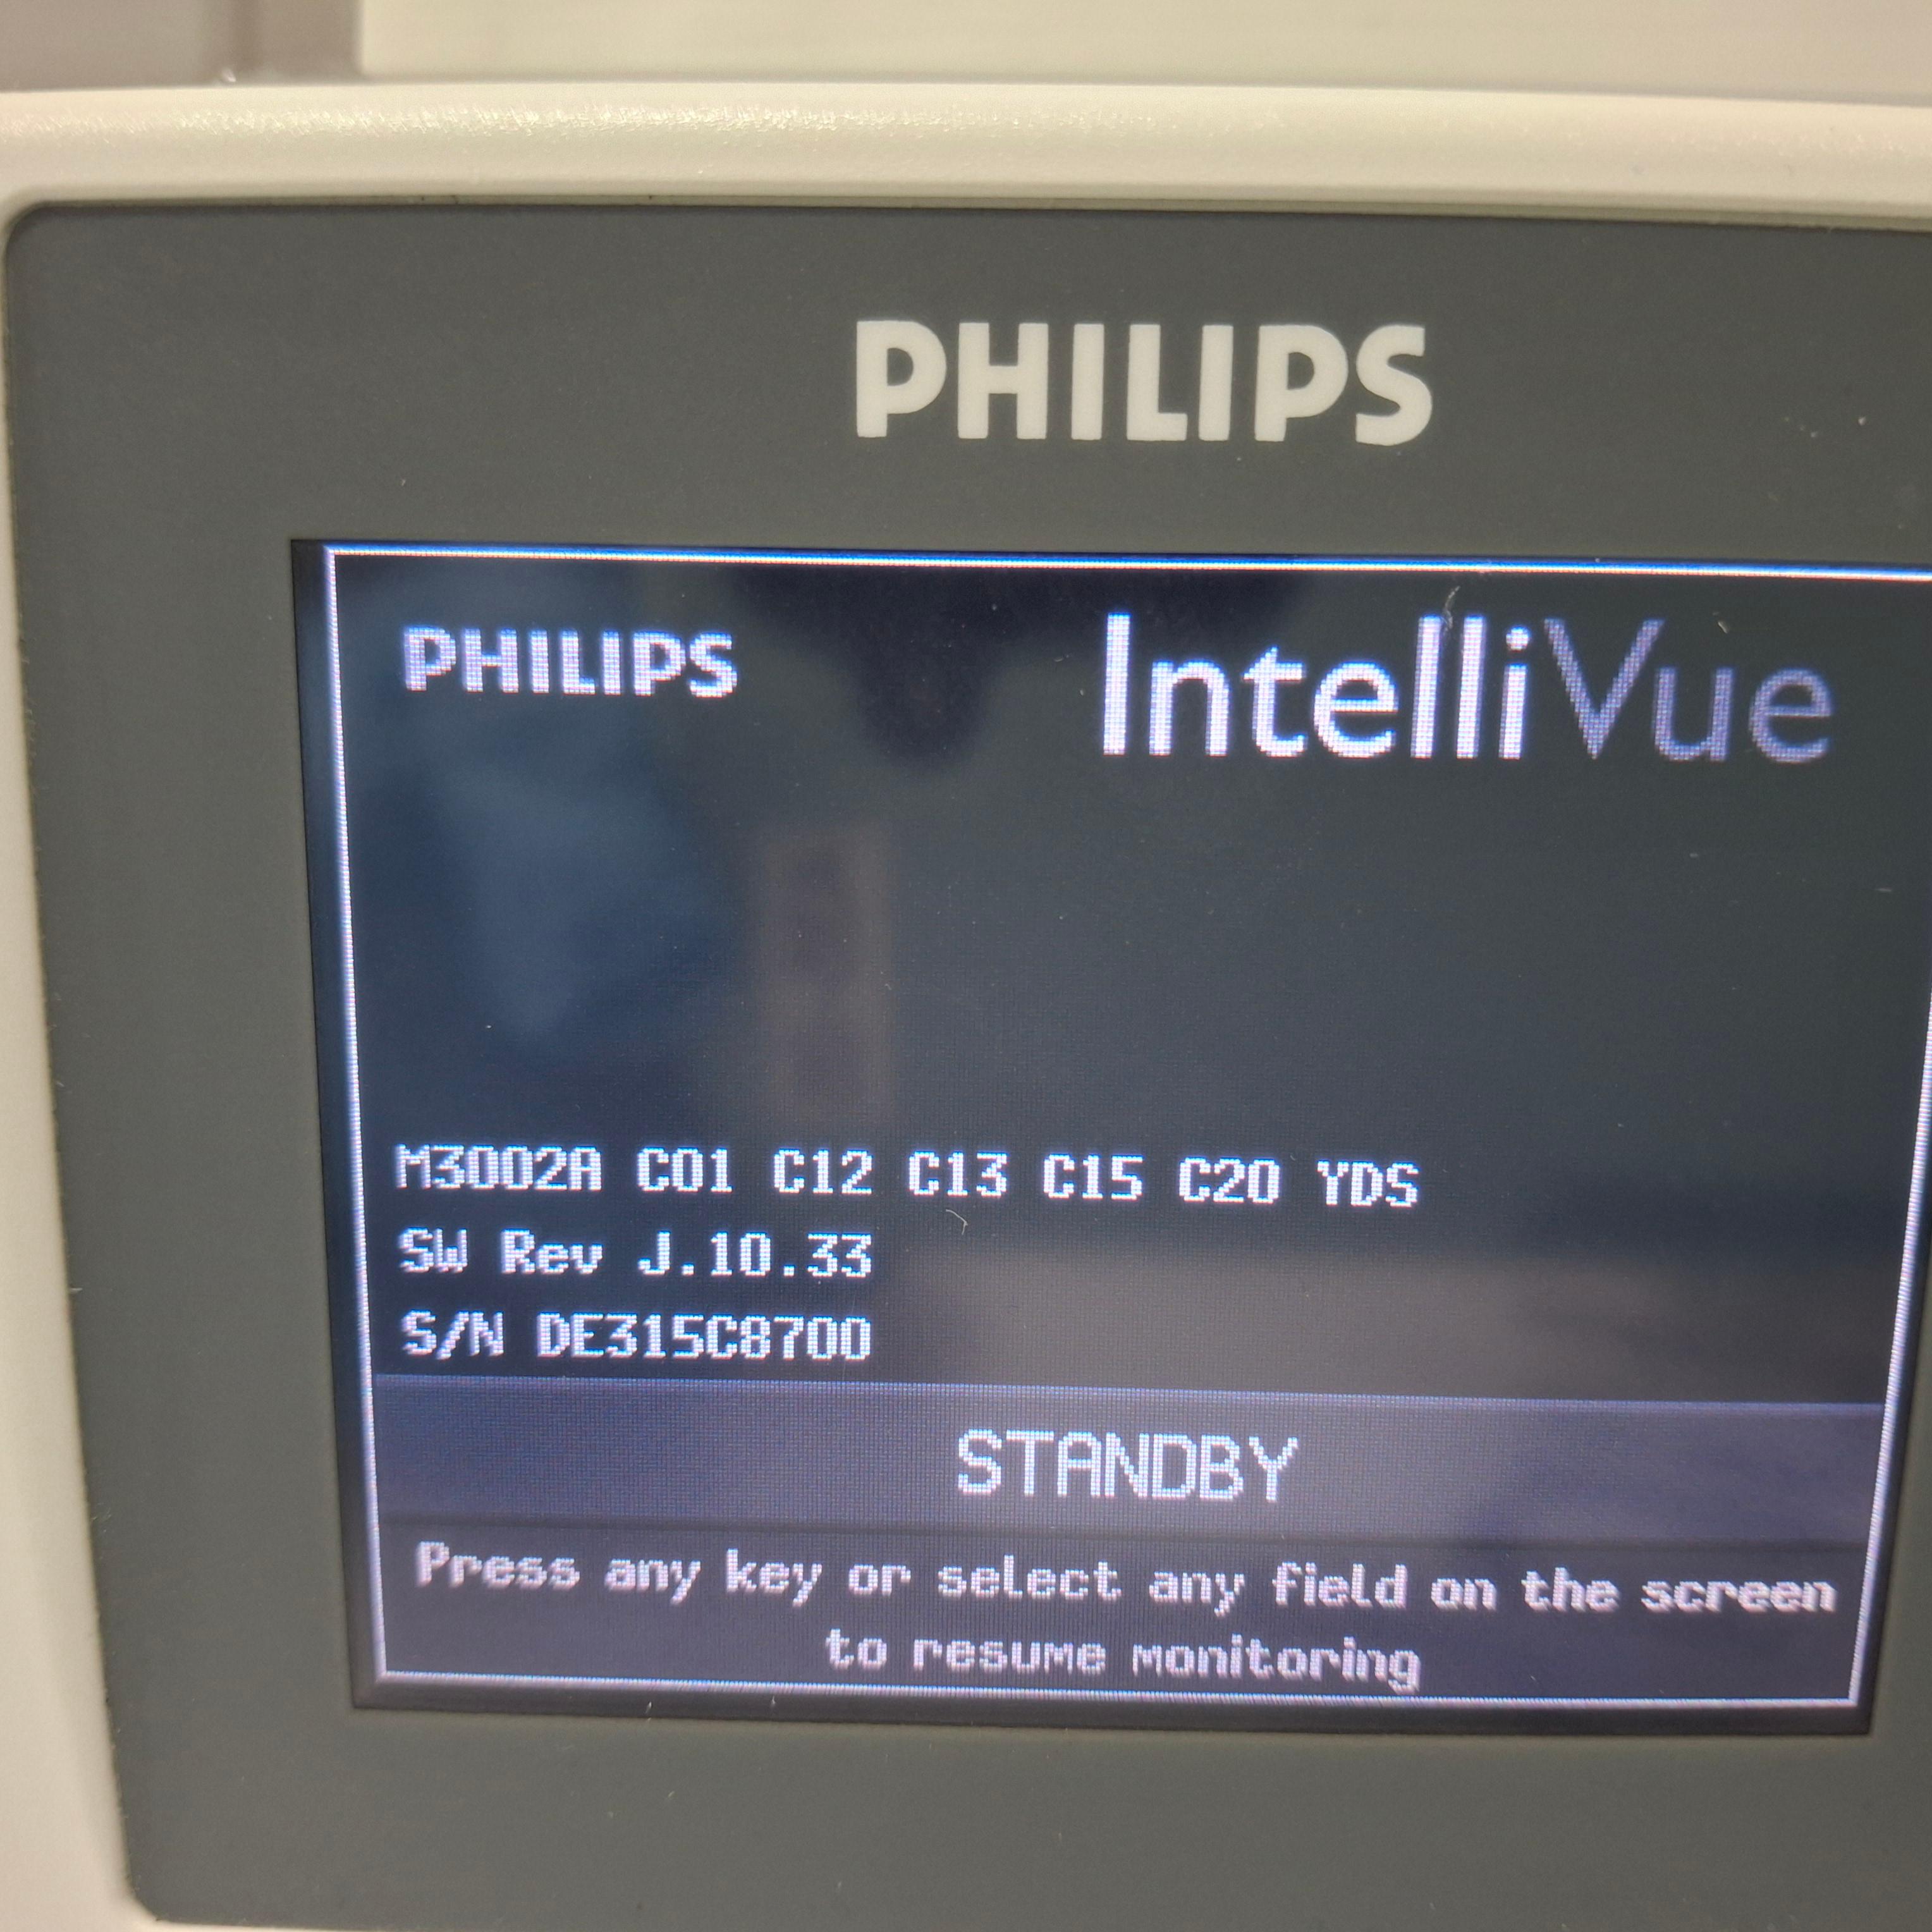 PHILIPS
PHILIPS IntelliVue
M3002A C01 C12 C13 C15 C20 YDS
SW Rev J.10.33
S/N DE315C8700
STANDBY
Press any key or select any field on the screen
to resume monitoring